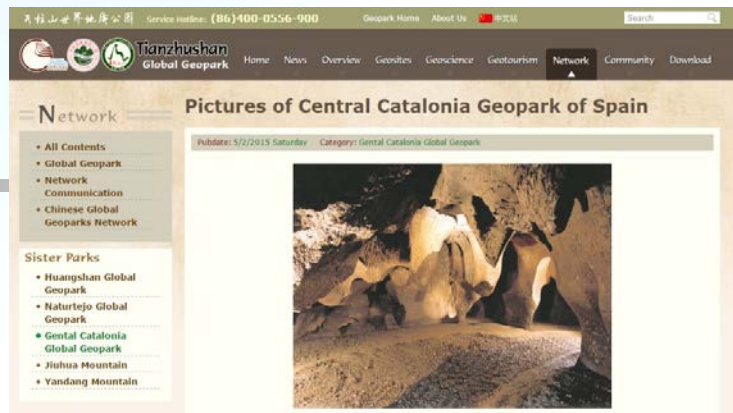 天柱山世界地质公园 Service Hotline: (86)400-0556-900 Geopark Home About Us 中文站 Search
Tianzhushan
Global Geopark
Home News Overview Geosites Geoscience Geotourism Network Community Download
Network
Pictures of Central Catalonia Geopark of Spain
Pubdate: 5/2/2015 Saturday Category: Gental Catalonia Global Geopark
• All Contents
• Global Geopark
• Network
Communication
• Chinese Global
Geoparks Network
Sister Parks
• Huangshan Global
Geopark
• Naturtejo Global
Geopark
• Gental Catalonia
Global Geopark
• Jiuhua Mountain
• Yandang Mountain